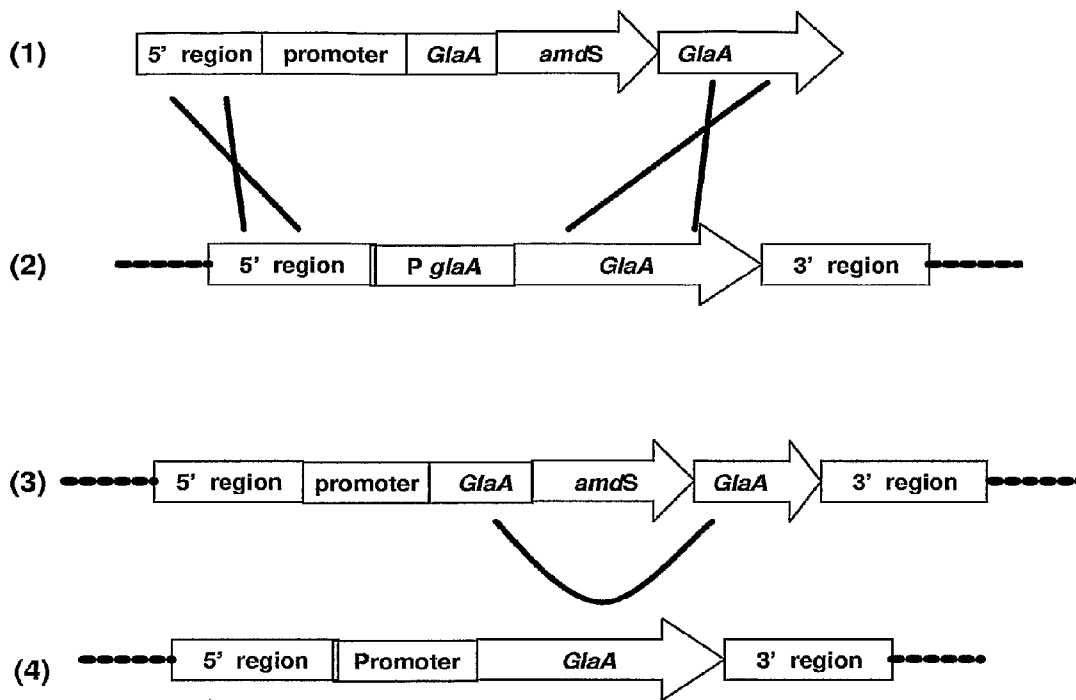 (1) 5' region promoter GlaA amdS GlaA
(2) 5' region P glaA GlaA 3' region
(3) 5' region promoter GlaA amdS GlaA 3' region
(4) 5' region Promoter GlaA 3' region